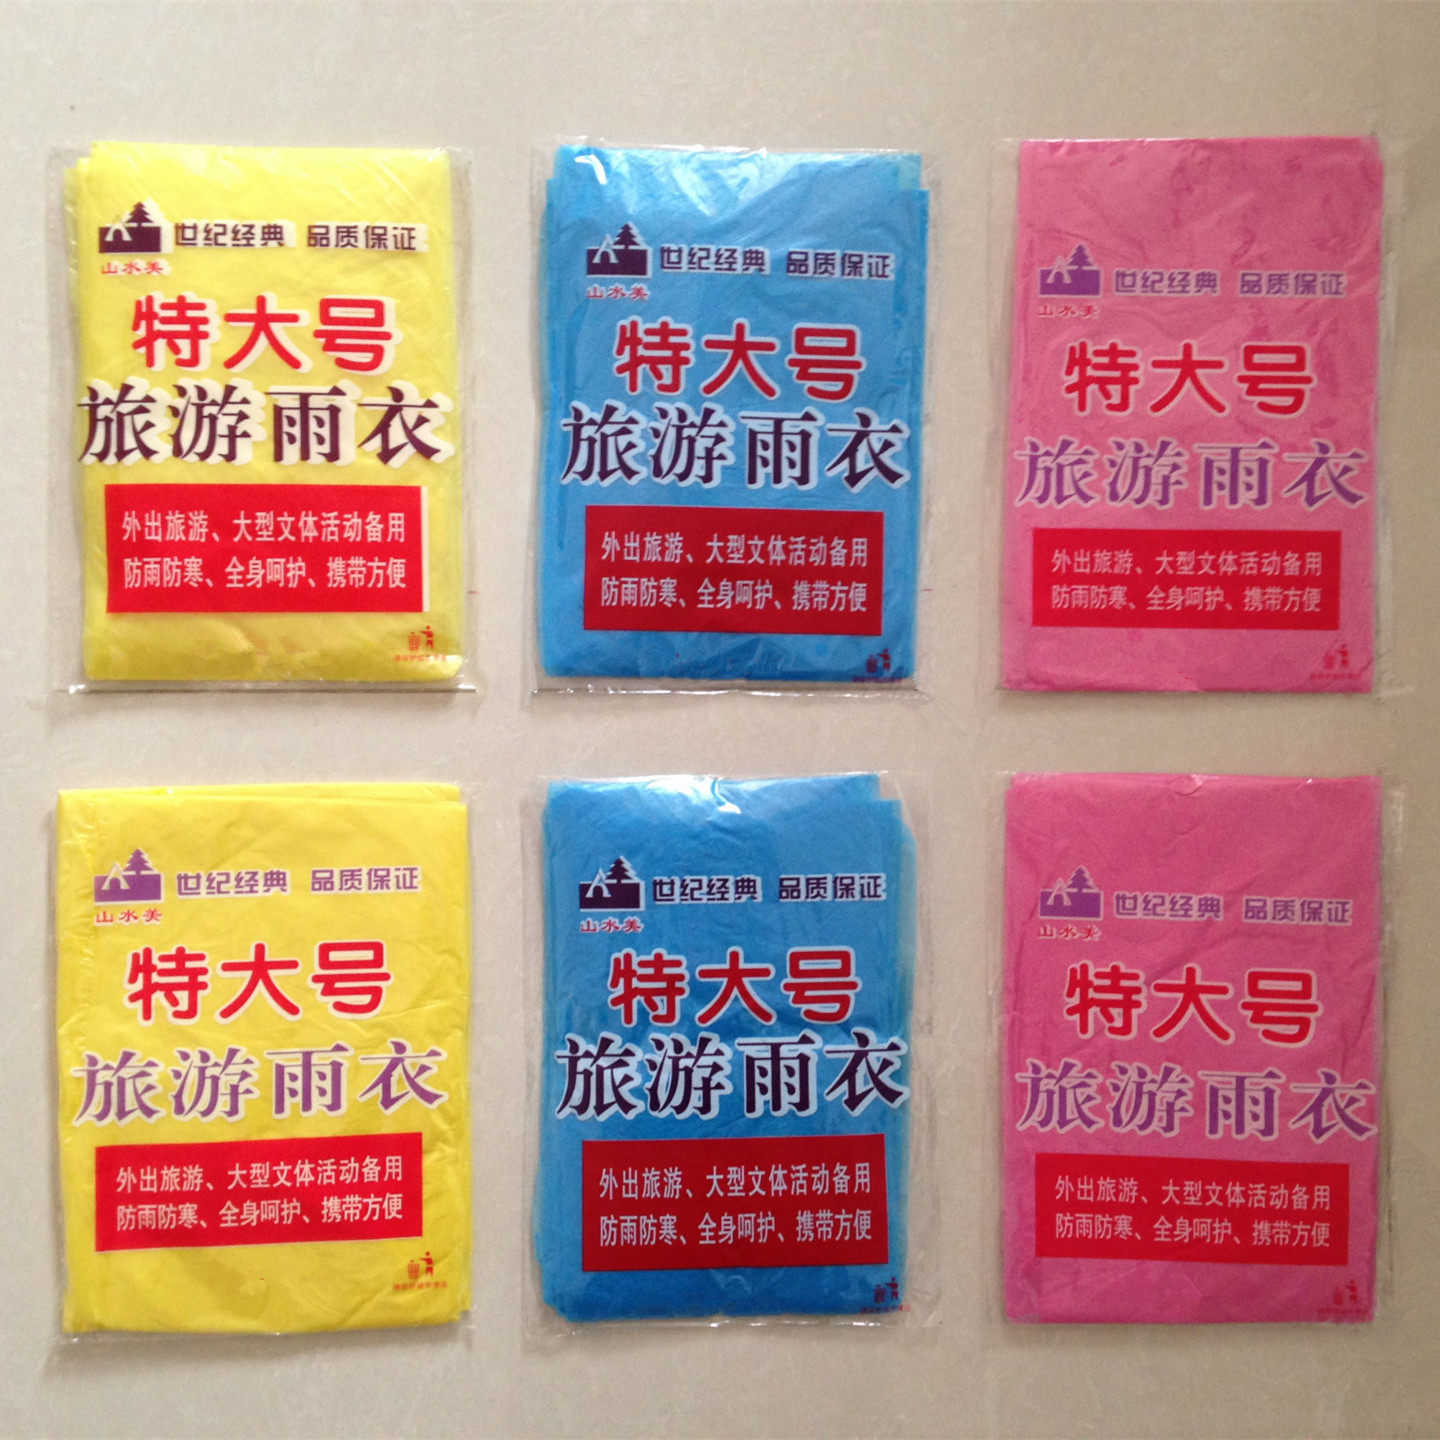 世纪经典 品质保证
山水美
特大号
旅游雨衣
外出旅游、大型文体活动备用
防雨防寒、全身呵护、携带方便
世纪经典 品质保证
山水美
特大号
旅游雨衣
外出旅游、大型文体活动备用
防雨防寒、全身呵护、携带方便
世纪经典 品质保证
山水美
特大号
旅游雨衣
外出旅游、大型文体活动备用
防雨防寒、全身呵护、携带方便
世纪经典 品质保证
山水美
特大号
旅游雨衣
外出旅游、大型文体活动备用
防雨防寒、全身呵护、携带方便
世纪经典 品质保证
山水美
特大号
旅游雨衣
外出旅游、大型文体活动备用
防雨防寒、全身呵护、携带方便
世纪经典 品质保证
山水美
特大号
旅游雨衣
外出旅游、大型文体活动备用
防雨防寒、全身呵护、携带方便